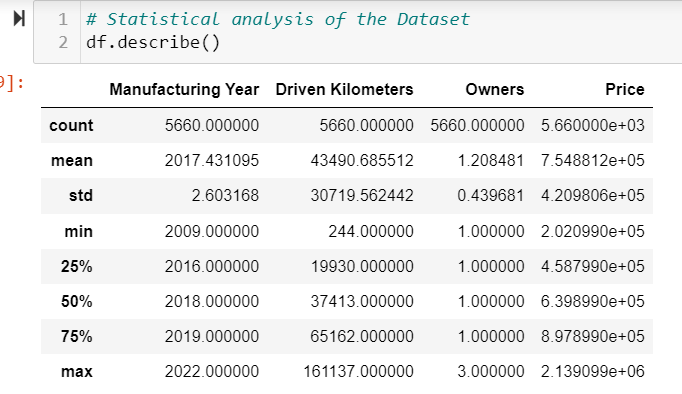 1 # Statistical analysis of the Dataset
2 df.describe()
9]:
Manufacturing Year Driven Kilometers Owners Price
count 5660.000000 5660.000000 5660.000000 5.660000e+03
mean 2017.431095 43490.685512 1.208481 7.548812e+05
std 2.603168 30719.562442 0.439681 4.209806e+05
min 2009.000000 244.000000 1.000000 2.020990e+05
25% 2016.000000 19930.000000 1.000000 4.587990e+05
50% 2018.000000 37413.000000 1.000000 6.398990e+05
75% 2019.000000 65162.000000 1.000000 8.978990e+05
max 2022.000000 161137.000000 3.000000 2.139099e+06